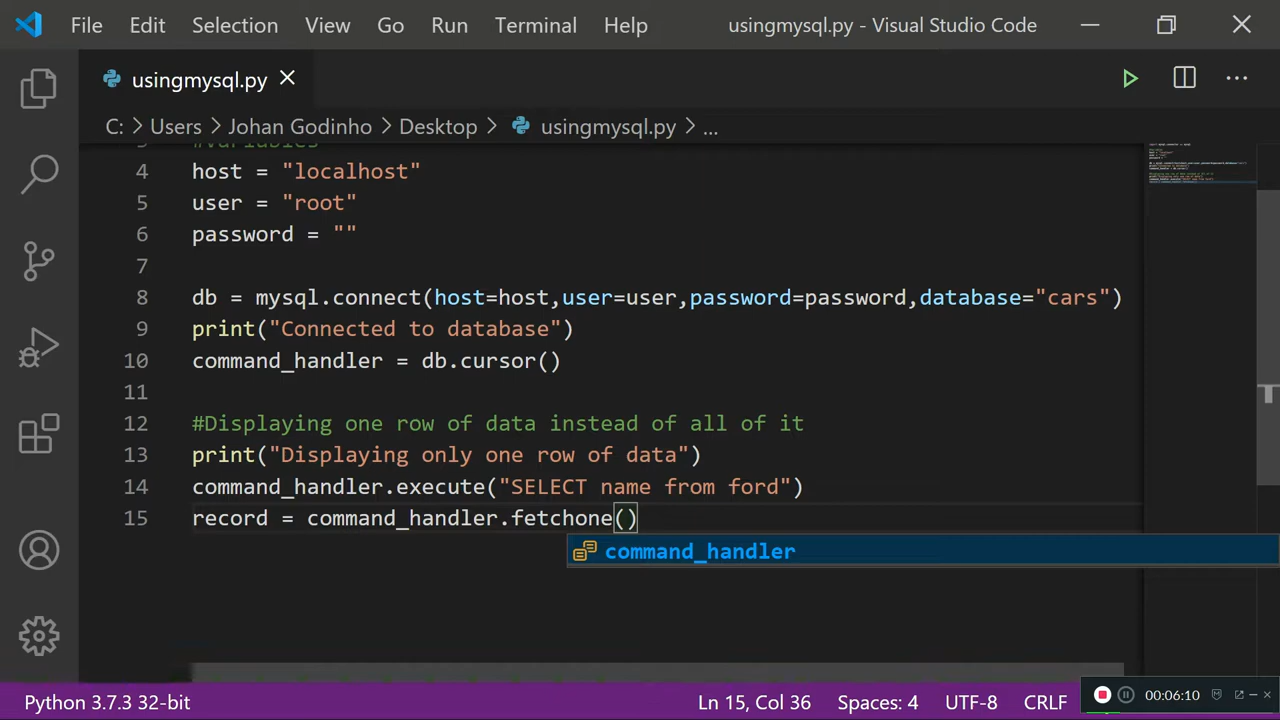 File Edit Selection View Go Run Terminal Help usingmysql.py - Visual Studio Code
usingmysql.py
C: > Users > Johan Godinho > Desktop > usingmysql.py > ...
3 #variables
4 host = "localhost"
5 user = "root"
6 password = ""
7
8 db = mysql.connect(host=host,user=user,password=password,database="cars")
9 print("Connected to database")
10 command_handler = db.cursor()
11
12 #Displaying one row of data instead of all of it
13 print("Displaying only one row of data")
14 command_handler.execute("SELECT name from ford")
15 record = command_handler.fetchone()
command_handler
Python 3.7.3 32-bit Ln 15, Col 36 Spaces: 4 UTF-8 CRLF 00:06:10